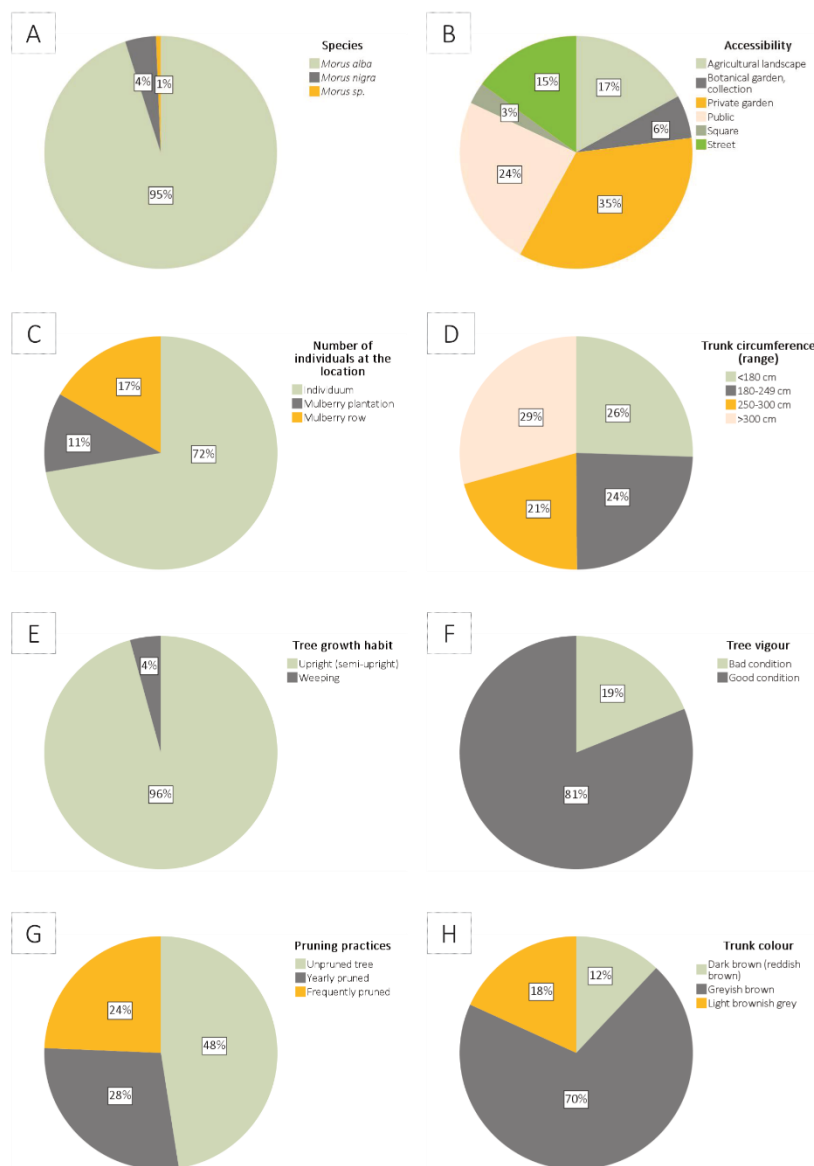 A
Species
Morus alba
Morus nigra
Morus sp.
4%
1%
95%
B
Accessibility
Agricultural landscape
Botanical garden,
collection
Private garden
Public
Square
Street
15%
17%
3%
6%
24%
35%
C
Number of
individuals at the
location
Individuum
Mulberry plantation
Mulberry row
17%
11%
72%
D
Trunk circumference
(range)
<180 cm
180-249 cm
250-300 cm
>300 cm
29%
26%
21%
24%
E
Tree growth habit
Upright (semi-upright)
Weeping
4%
96%
F
Tree vigour
Bad condition
Good condition
19%
81%
G
Pruning practices
Unpruned tree
Yearly pruned
Frequently pruned
24%
48%
28%
H
Trunk colour
Dark brown (reddish
brown)
Greyish brown
Light brownish grey
12%
18%
70%